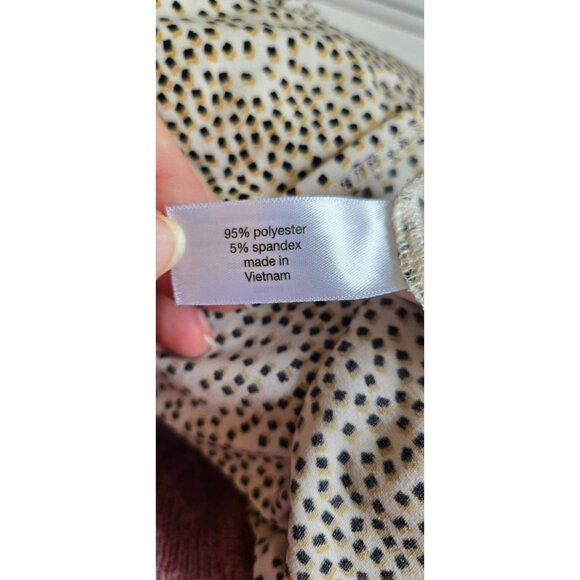 95% polyester
5% spandex
made in
Vietnam